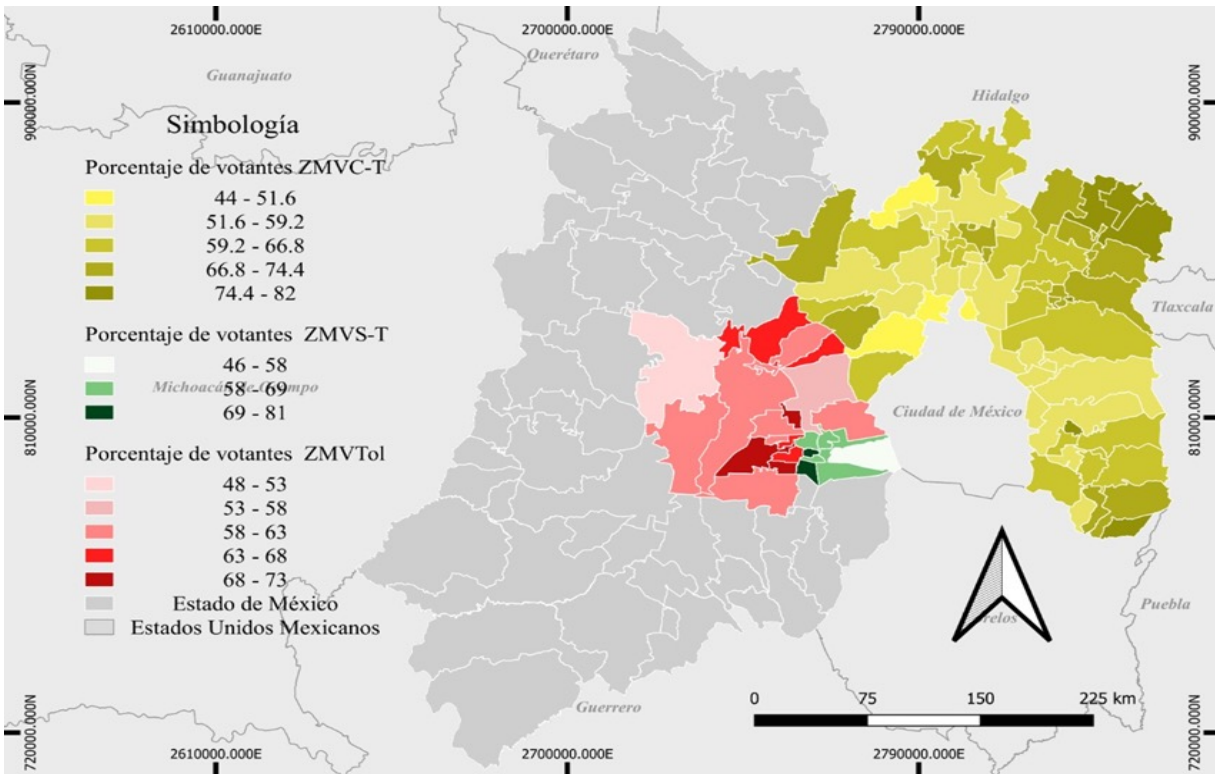 2610000.000E 2700000.000E 2790000.000E
Querétaro
Guanajuato
Hidalgo
900000.000N 900000.000N
Simbología
Porcentaje de votantes ZMVC-T
44 - 51.6
51.6 - 59.2
59.2 - 66.8
66.8 - 74.4
74.4 - 82
Tlaxcala
Porcentaje de votantes ZMVS-T
46 - 58
58 - 69
Michoacán de Ocampo
69 - 81
Ciudad de México
810000.000N 810000.000N
Porcentaje de votantes ZMVTol
48 - 53
53 - 58
58 - 63
63 - 68
68 - 73
Estado de México
Estados Unidos Mexicanos
Puebla
relos
Guerrero
0 75 150 225 km
720000.000N 720000.000N
2610000.000E 2700000.000E 2790000.000E